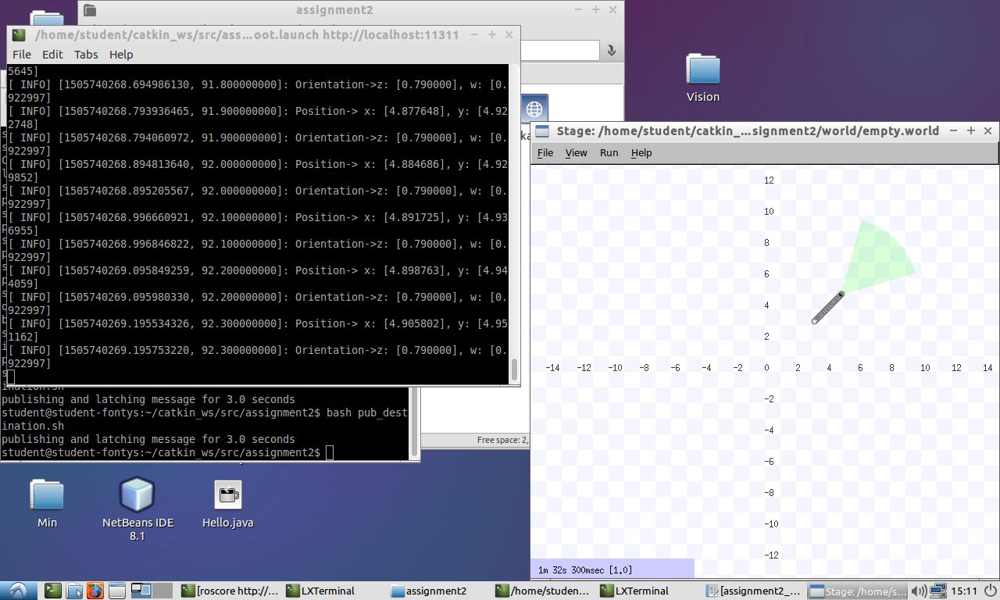 assignment2
/home/student/catkin_ws/src/ass...oot.launch http://localhost:11311
File Edit Tabs Help
5645]
[ INFO] [1505740268.694986130, 91.800000000]: Orientation->z: [0.790000], w: [0.
922997]
[ INFO] [1505740268.793936465, 91.900000000]: Position-> x: [4.877648], y: [4.92
2748]
[ INFO] [1505740268.794060972, 91.900000000]: Orientation->z: [0.790000], w: [0.
922997]
[ INFO] [1505740268.894813640, 92.000000000]: Position-> x: [4.884686], y: [4.92
9852]
[ INFO] [1505740268.895205567, 92.000000000]: Orientation->z: [0.790000], w: [0.
922997]
[ INFO] [1505740268.996660921, 92.100000000]: Position-> x: [4.891725], y: [4.93
6955]
[ INFO] [1505740268.996846822, 92.100000000]: Orientation->z: [0.790000], w: [0.
922997]
[ INFO] [1505740269.095849259, 92.200000000]: Position-> x: [4.898763], y: [4.94
4059]
[ INFO] [1505740269.095980330, 92.200000000]: Orientation->z: [0.790000], w: [0.
922997]
[ INFO] [1505740269.195534326, 92.300000000]: Position-> x: [4.905802], y: [4.95
1162]
[ INFO] [1505740269.195753220, 92.300000000]: Orientation->z: [0.790000], w: [0.
922997]
ination.sh
publishing and latching message for 3.0 seconds
student@student-fontys:~/catkin_ws/src/assignment2$ bash pub_dest
ination.sh
publishing and latching message for 3.0 seconds
student@student-fontys:~/catkin_ws/src/assignment2$
Free space: 2,
Vision
Stage: /home/student/catkin_...signment2/world/empty.world
File View Run Help
12
10
8
6
4
2
-14 -12 -10 -8 -6 -4 -2 0 2 4 6 8 10 12 14
-2
-4
-6
-8
-10
-12
1m 32s 300msec [1.0]
Min
NetBeans IDE
8.1
Hello.java
[roscore http://...
LXTerminal
assignment2
/home/studen...
LXTerminal
[assignment2_...
Stage: /home/s...
15:11